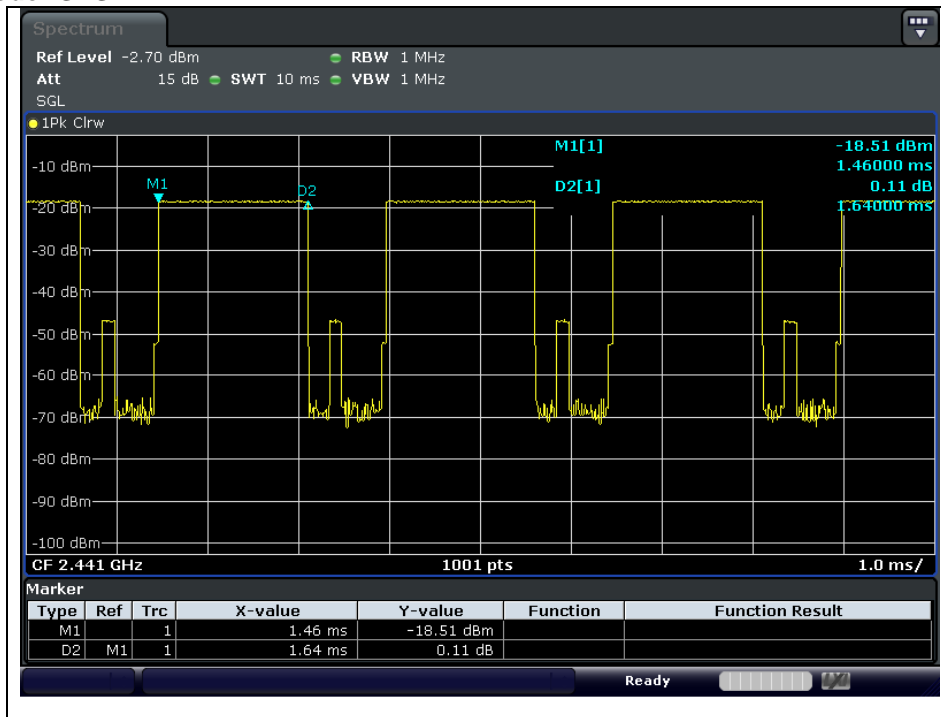 Spectrum
Ref Level -2.70 dBm RBW 1 MHz
Att 15 dB SWT 10 ms VBW 1 MHz
SGL
1Pk Clrw
M1[1] -18.51 dBm
1.46000 ms
D2[1] 0.11 dB
1.64000 ms
M1
D2
-10 dBm
-20 dBm
-30 dBm
-40 dBm
-50 dBm
-60 dBm
-70 dBm
-80 dBm
-90 dBm
-100 dBm
CF 2.441 GHz 1001 pts 1.0 ms/
Marker
Type Ref Trc X-value Y-value Function Function Result
M1 1 1.46 ms -18.51 dBm
D2 M1 1 1.64 ms 0.11 dB
Ready